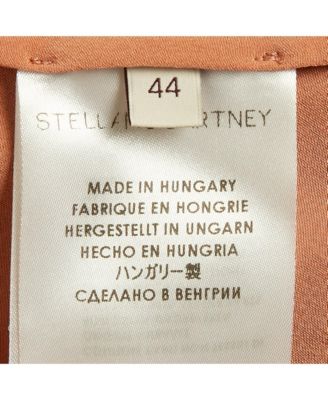 44
STELLA McCARTNEY
MADE IN HUNGARY
FABRIQUE EN HONGRIE
HERGESTELLT IN UNGARN
HECHO EN HUNGRIA
ハンガリー製
СДЕЛАНО В ВЕНГРИИ